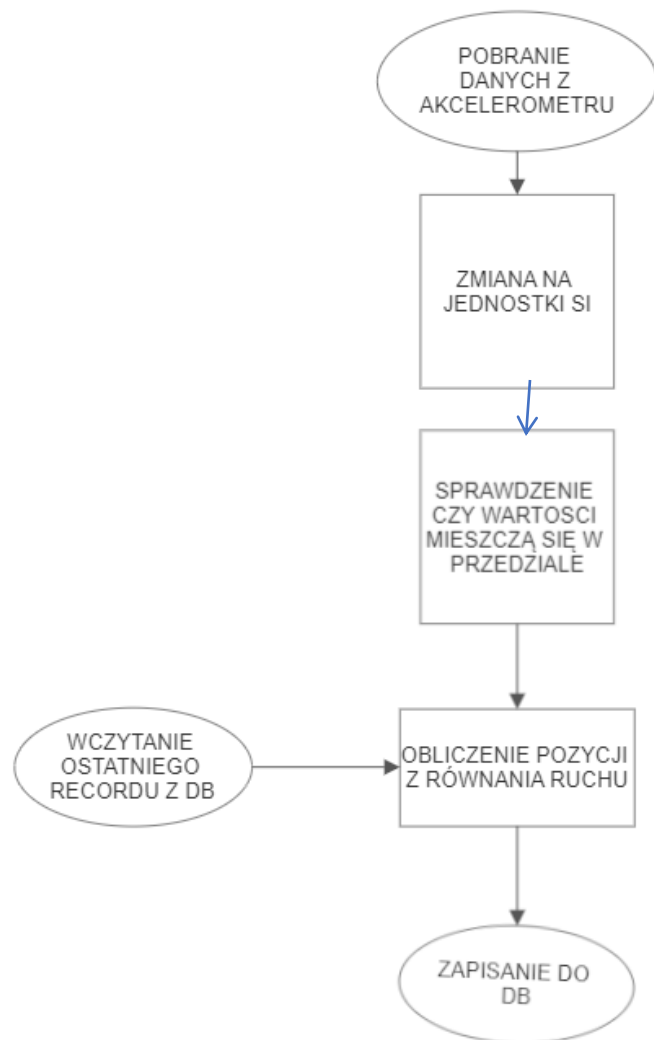 POBRANIE
DANYCH Z
AKCELEROMETRU
ZMIANA NA
JEDNOSTKI SI
SPRAWDZENIE
CZY WARTOSCI
MIESZCZĄ SIĘ W
PRZEDZIALE
WCZYTANIE
OSTATNIEGO
RECORDU Z DB
OBLICZENIE POZYCJI
Z RÓWNANIA RUCHU
ZAPISANIE DO
DB